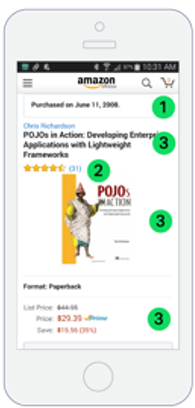 10:31 AM
amazon
Purchased on June 11, 2008.
1
Chris Richardson
POJOs in Action: Developing Enterpr
3
Applications with Lightweight
Frameworks
(31)
2
POJOs
IN ACTION
3
Format: Paperback
List Price: $44.95
Price: $29.39 Prime
3
Save: $15.56 (35%)